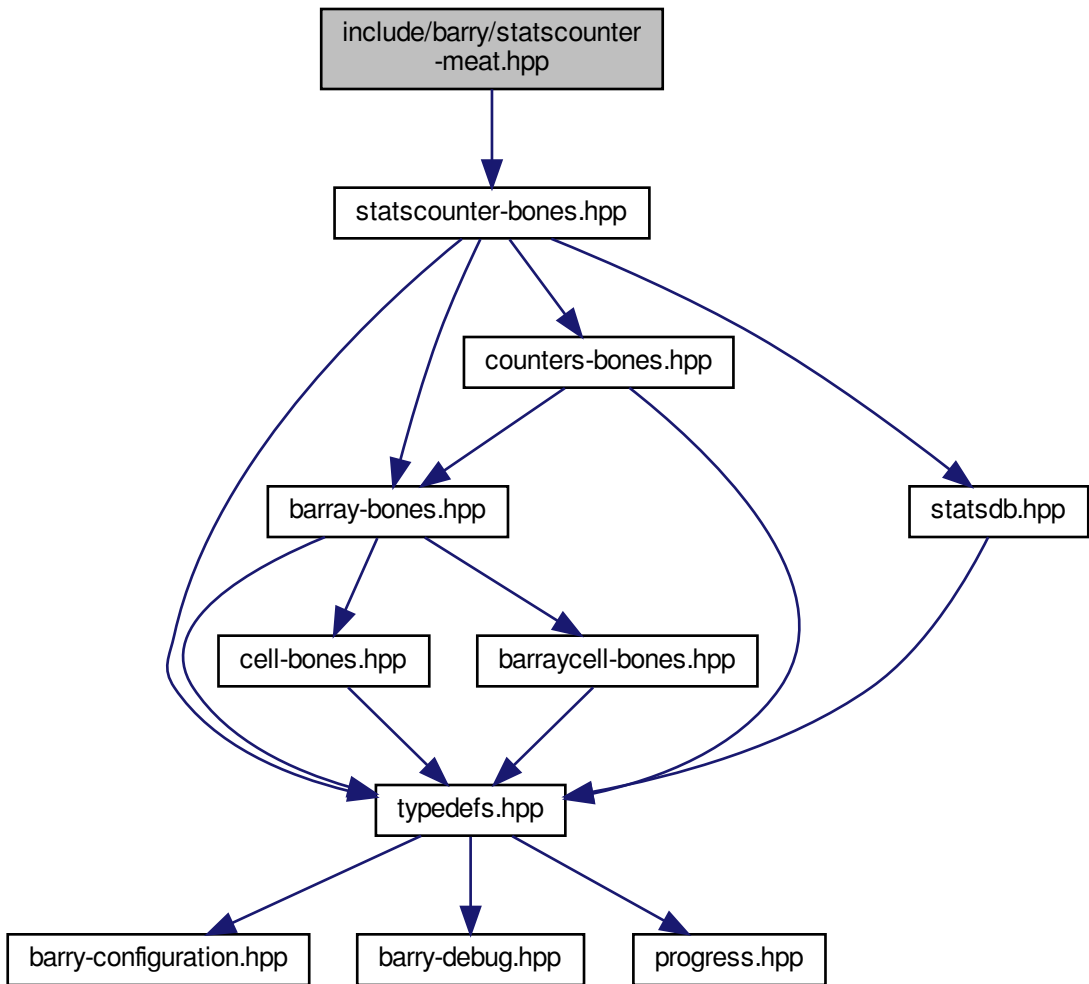 include/barry/statscounter
-meat.hpp
statscounter-bones.hpp
counters-bones.hpp
barray-bones.hpp
statsdb.hpp
cell-bones.hpp
barraycell-bones.hpp
typedefs.hpp
barry-configuration.hpp
barry-debug.hpp
progress.hpp